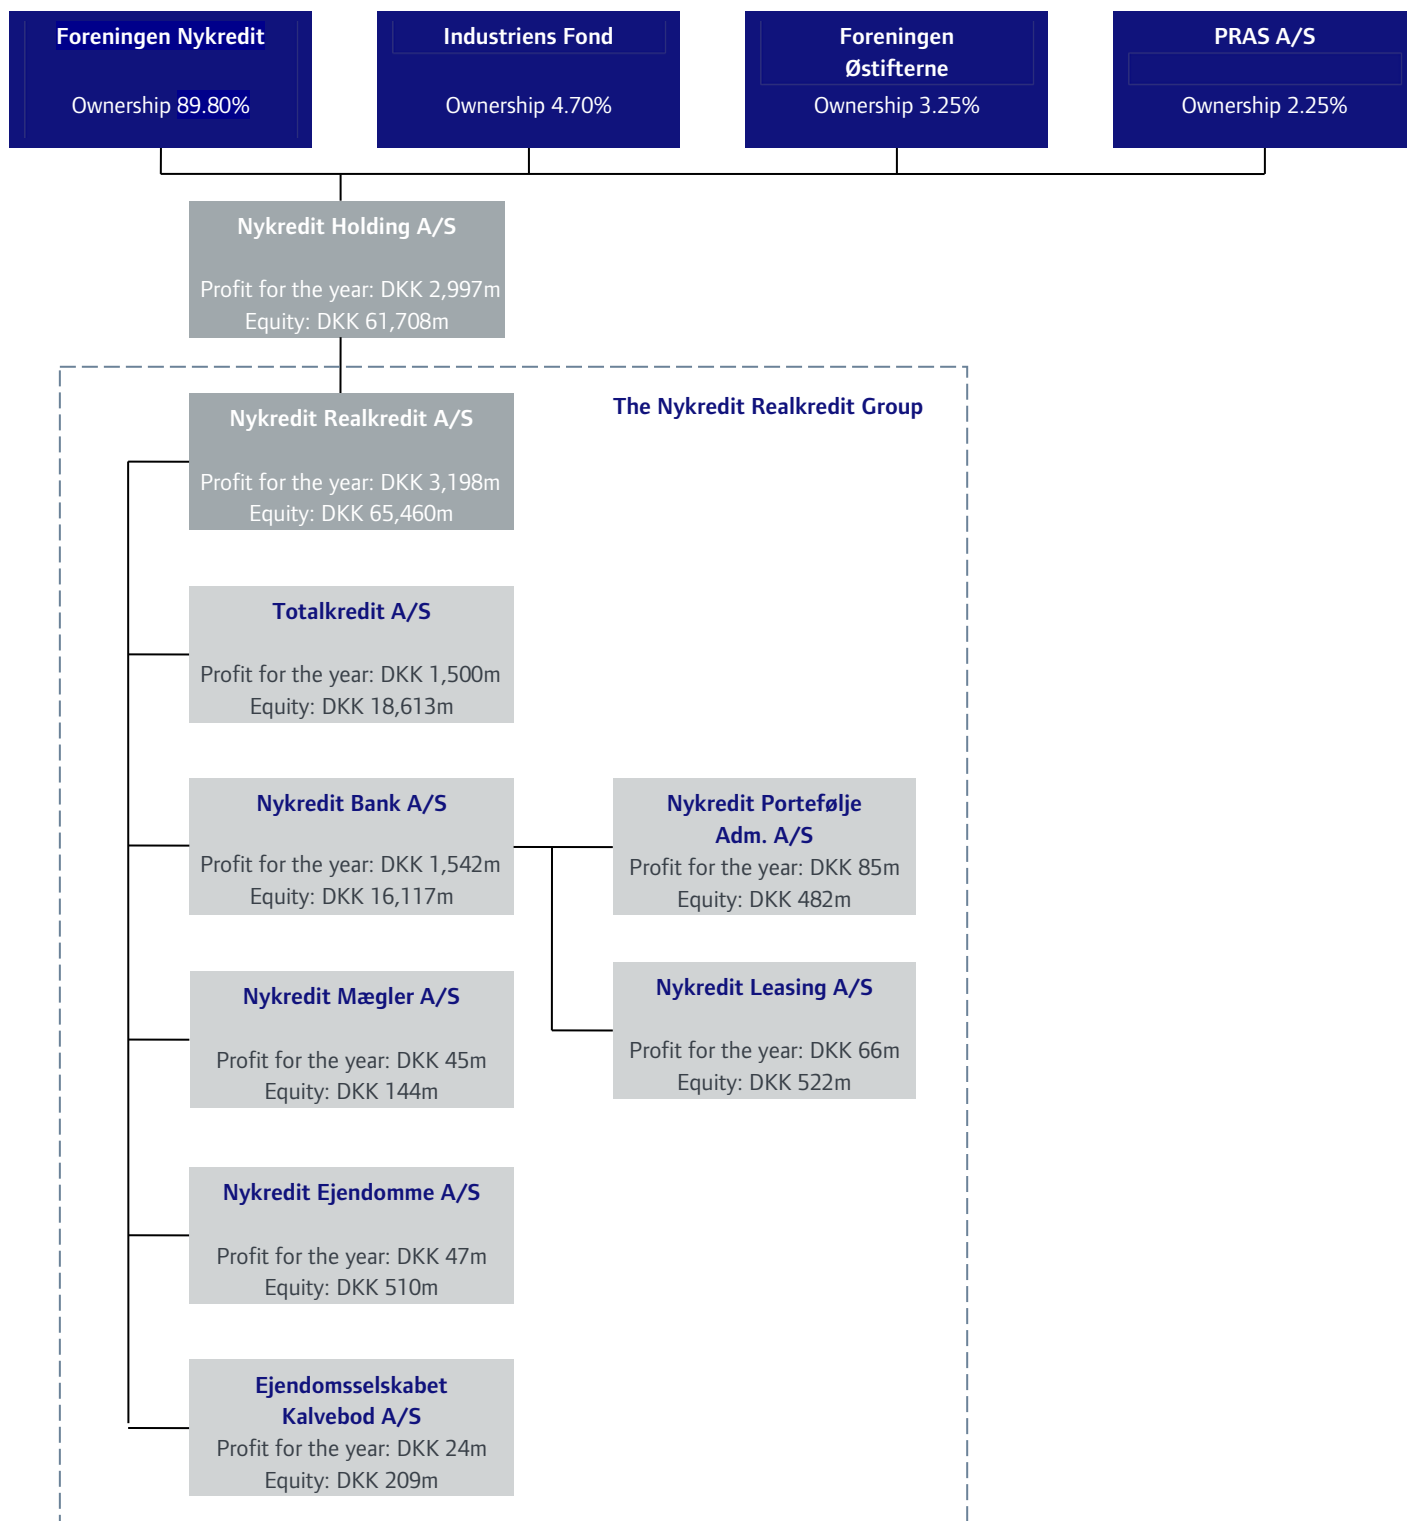 Foreningen Nykredit
Ownership 89.80%
Industriens Fond
Ownership 4.70%
Foreningen
Østifterne
Ownership 3.25%
PRAS A/S
Ownership 2.25%
Nykredit Holding A/S
Profit for the year: DKK 2,997m
Equity: DKK 61,708m
The Nykredit Realkredit Group
Nykredit Realkredit A/S
Profit for the year: DKK 3,198m
Equity: DKK 65,460m
Totalkredit A/S
Profit for the year: DKK 1,500m
Equity: DKK 18,613m
Nykredit Bank A/S
Profit for the year: DKK 1,542m
Equity: DKK 16,117m
Nykredit Portefølje
Adm. A/S
Profit for the year: DKK 85m
Equity: DKK 482m
Nykredit Leasing A/S
Profit for the year: DKK 66m
Equity: DKK 522m
Nykredit Mægler A/S
Profit for the year: DKK 45m
Equity: DKK 144m
Nykredit Ejendomme A/S
Profit for the year: DKK 47m
Equity: DKK 510m
Ejendomsselskabet
Kalvebod A/S
Profit for the year: DKK 24m
Equity: DKK 209m